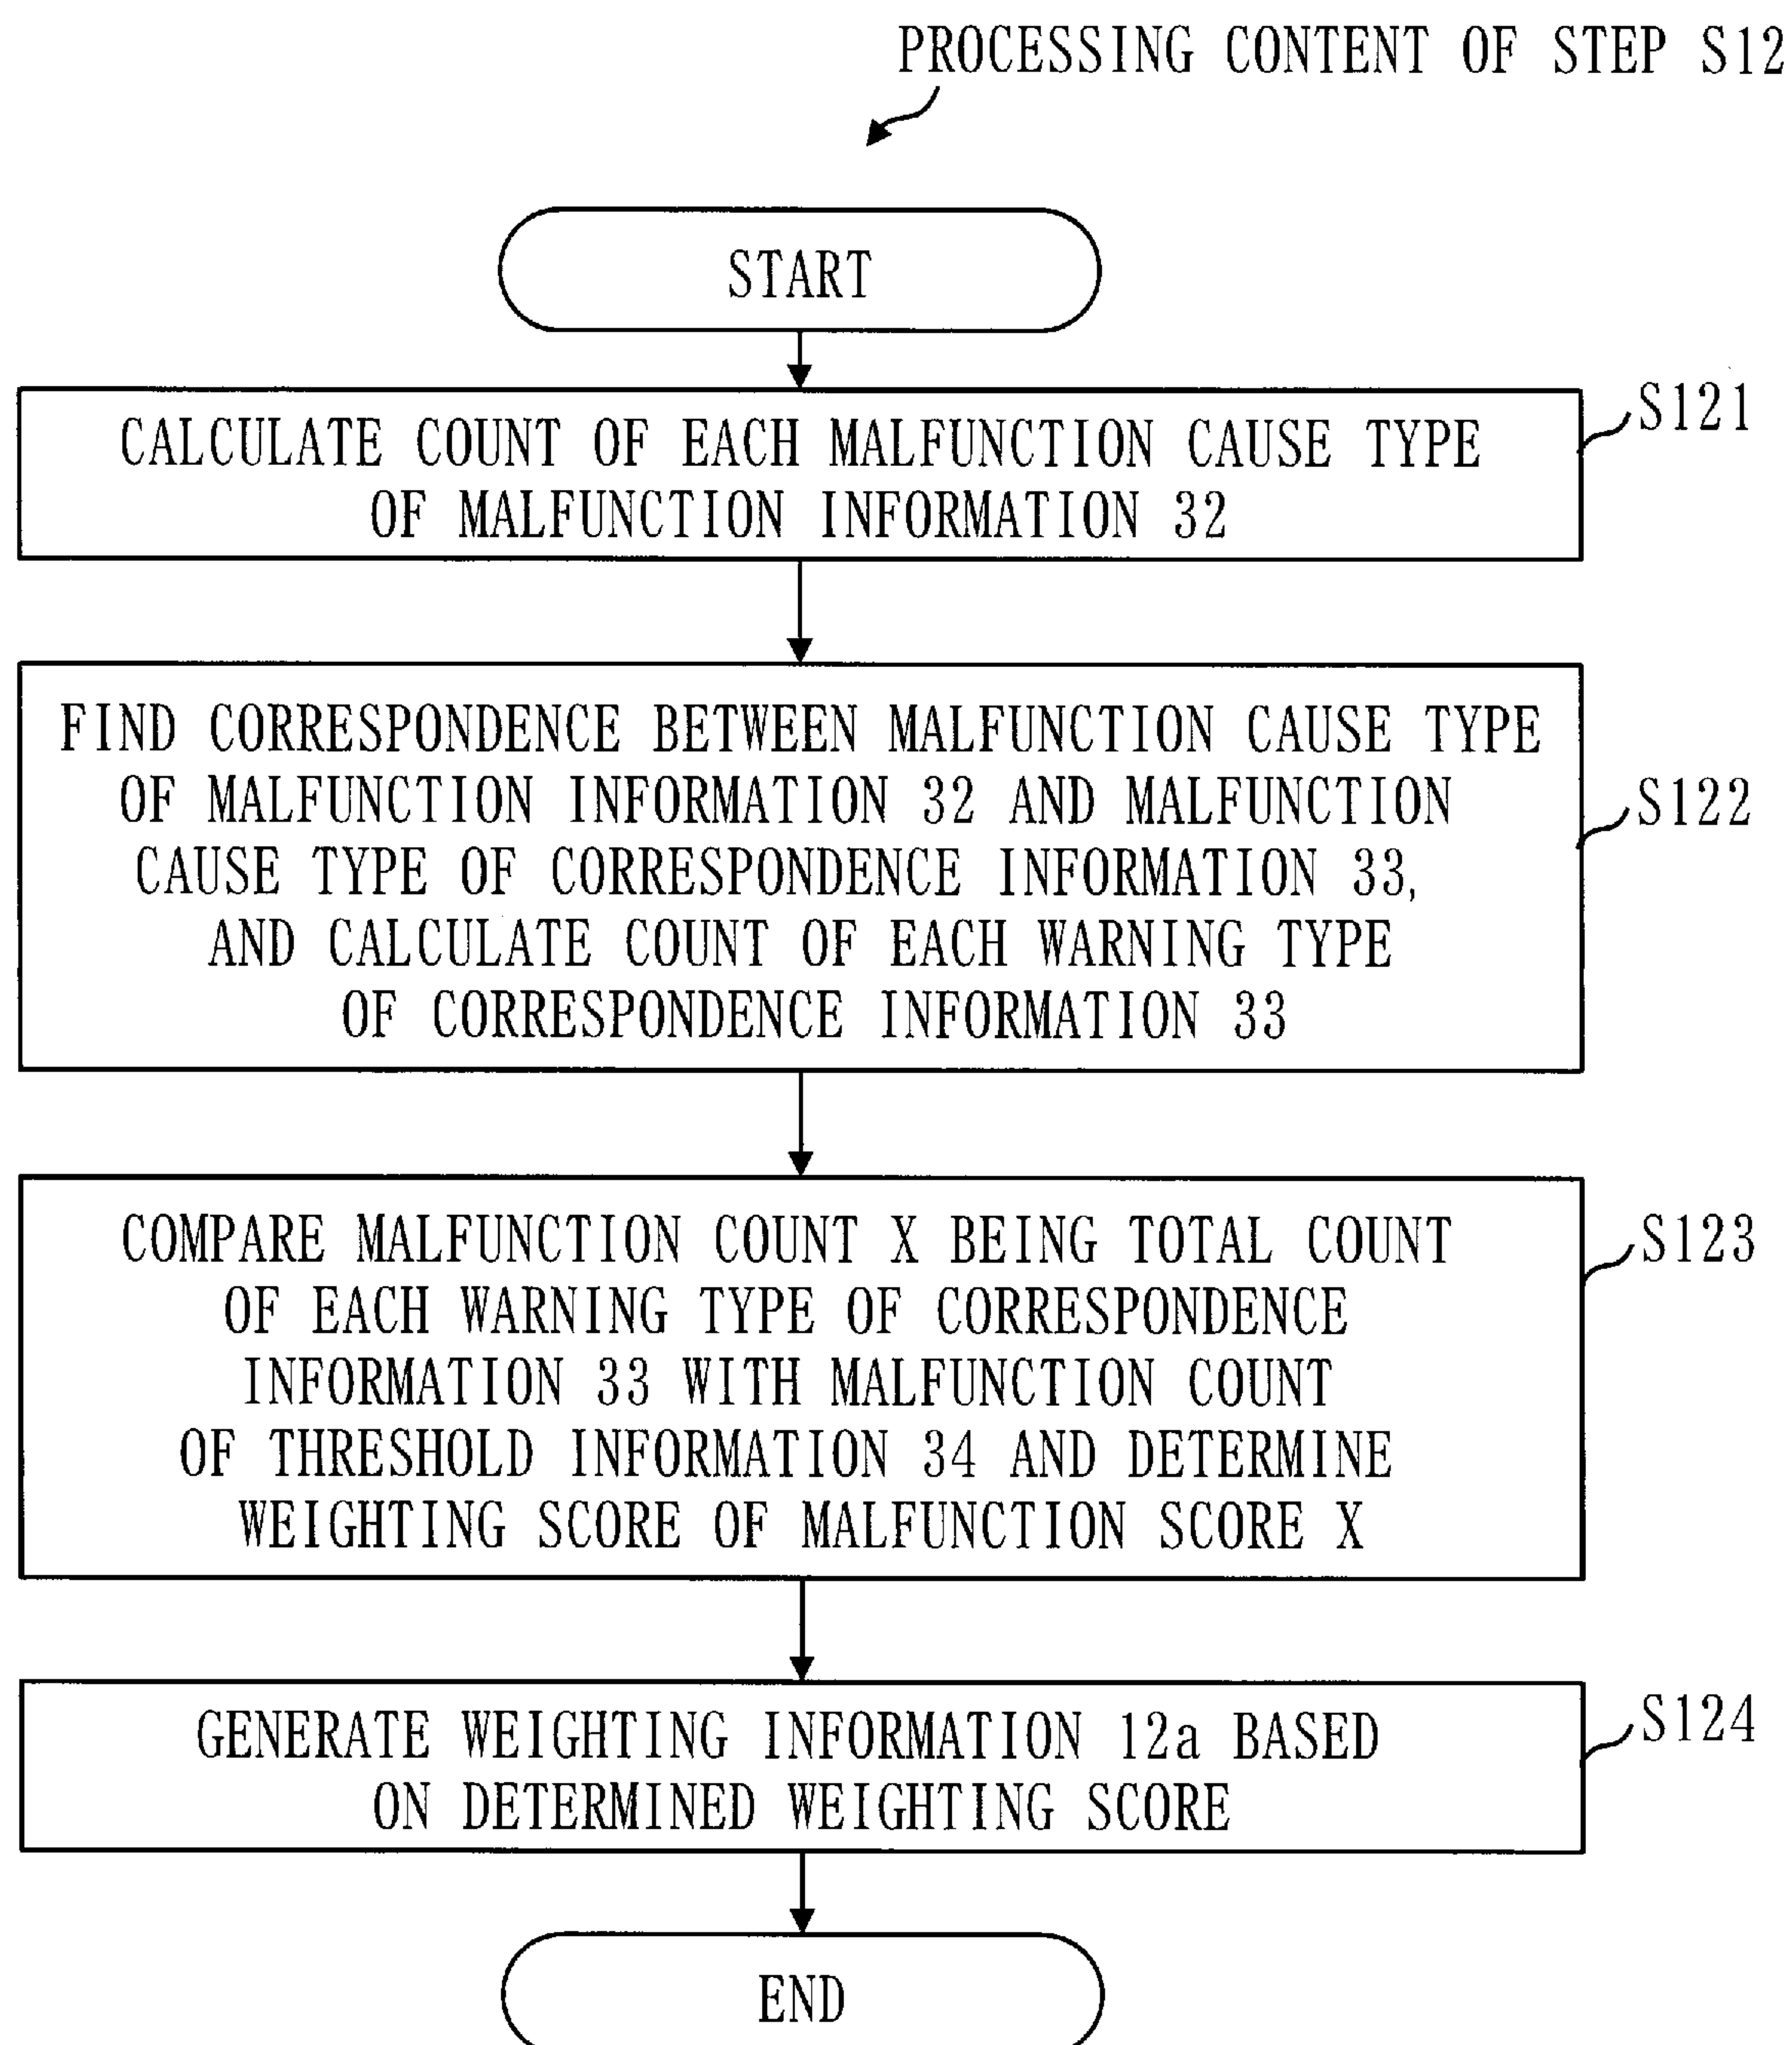 PROCESSING CONTENT OF STEP S12
START
CALCULATE COUNT OF EACH MALFUNCTION CAUSE TYPE
OF MALFUNCTION INFORMATION 32
S121
FIND CORRESPONDENCE BETWEEN MALFUNCTION CAUSE TYPE
OF MALFUNCTION INFORMATION 32 AND MALFUNCTION
CAUSE TYPE OF CORRESPONDENCE INFORMATION 33,
AND CALCULATE COUNT OF EACH WARNING TYPE
OF CORRESPONDENCE INFORMATION 33
S122
COMPARE MALFUNCTION COUNT X BEING TOTAL COUNT
OF EACH WARNING TYPE OF CORRESPONDENCE
INFORMATION 33 WITH MALFUNCTION COUNT
OF THRESHOLD INFORMATION 34 AND DETERMINE
WEIGHTING SCORE OF MALFUNCTION SCORE X
S123
GENERATE WEIGHTING INFORMATION 12a BASED
ON DETERMINED WEIGHTING SCORE
S124
END